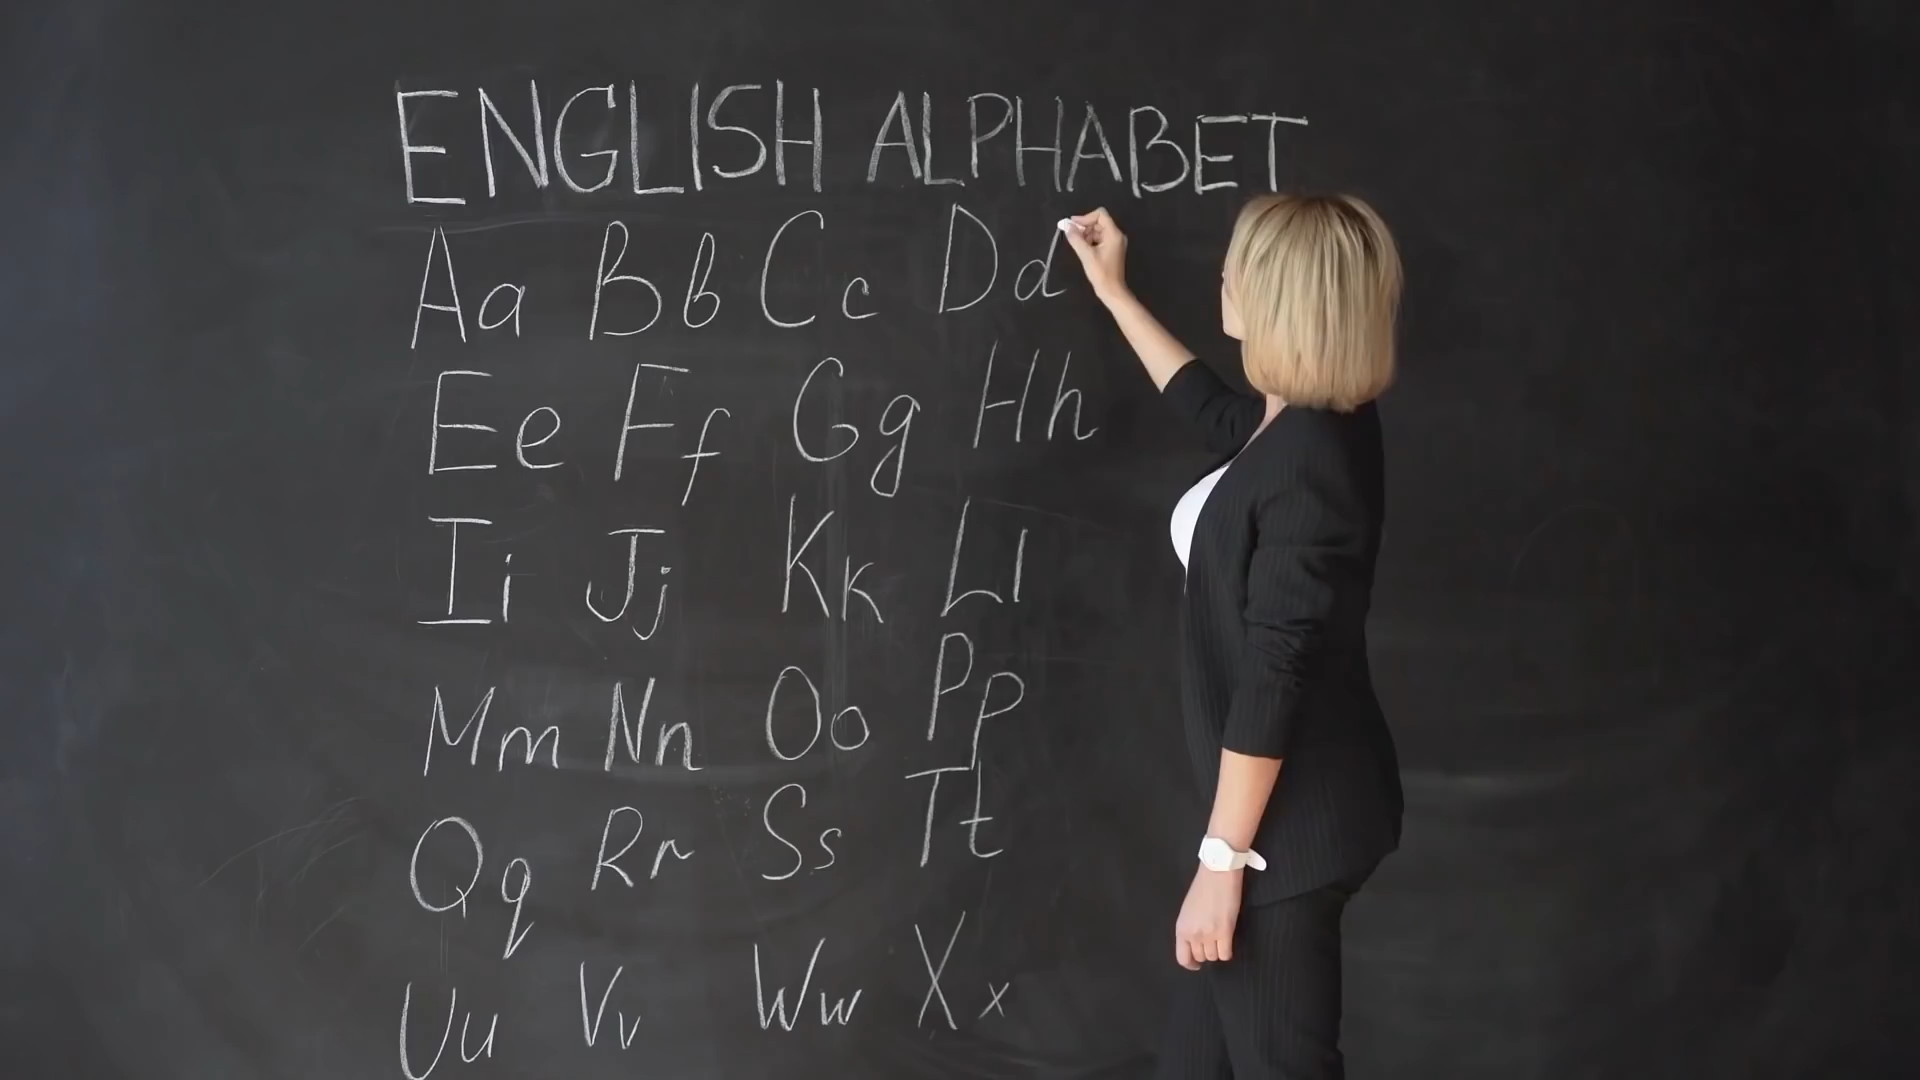 ENGLISH ALPHABET
Aa Bb Cc Dd
Ee Ff Gg Hh
Ii Jj Kk Ll
Mm Nn Oo Pp
Qq Rr Ss Tt
Uu Vv Ww Xx